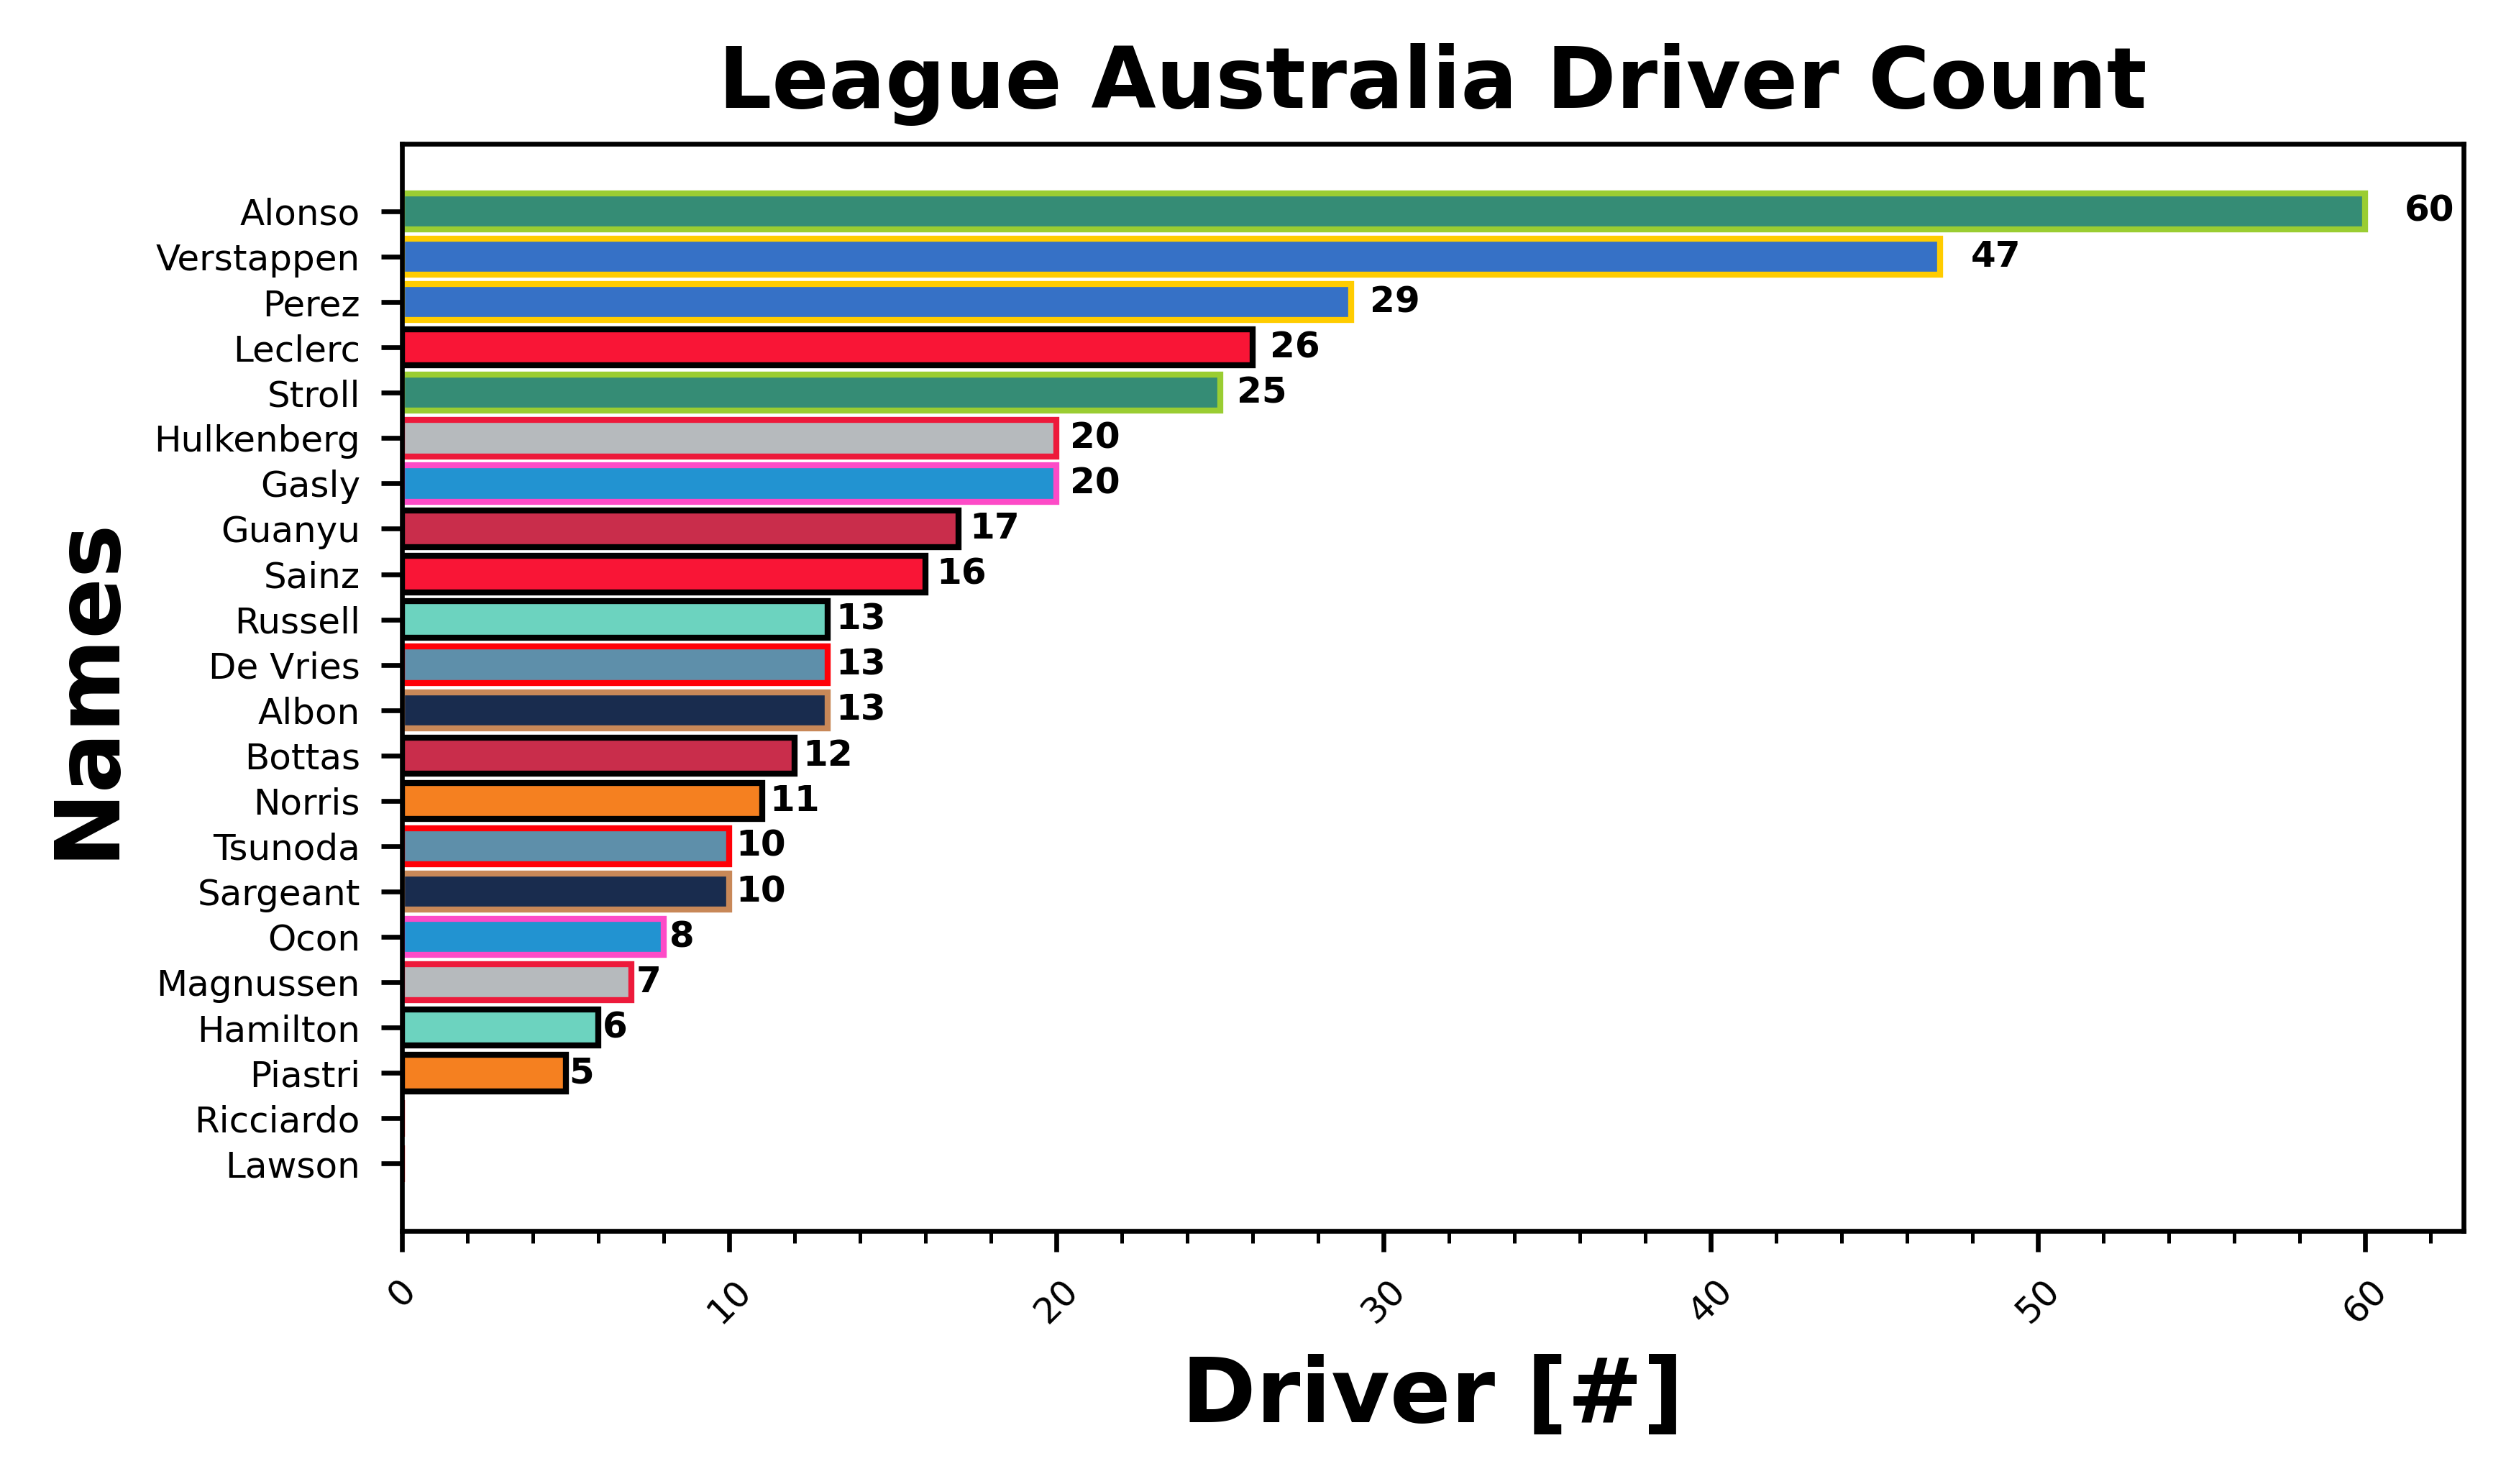 League Australia Driver Count
Names
Alonso 60
Verstappen 47
Perez 29
Leclerc 26
Stroll 25
Hulkenberg 20
Gasly 20
Guanyu 17
Sainz 16
Russell 13
De Vries 13
Albon 13
Bottas 12
Norris 11
Tsunoda 10
Sargeant 10
Ocon 8
Magnussen 7
Hamilton 6
Piastri 5
Ricciardo
Lawson
0 10 20 30 40 50 60
Driver [#]